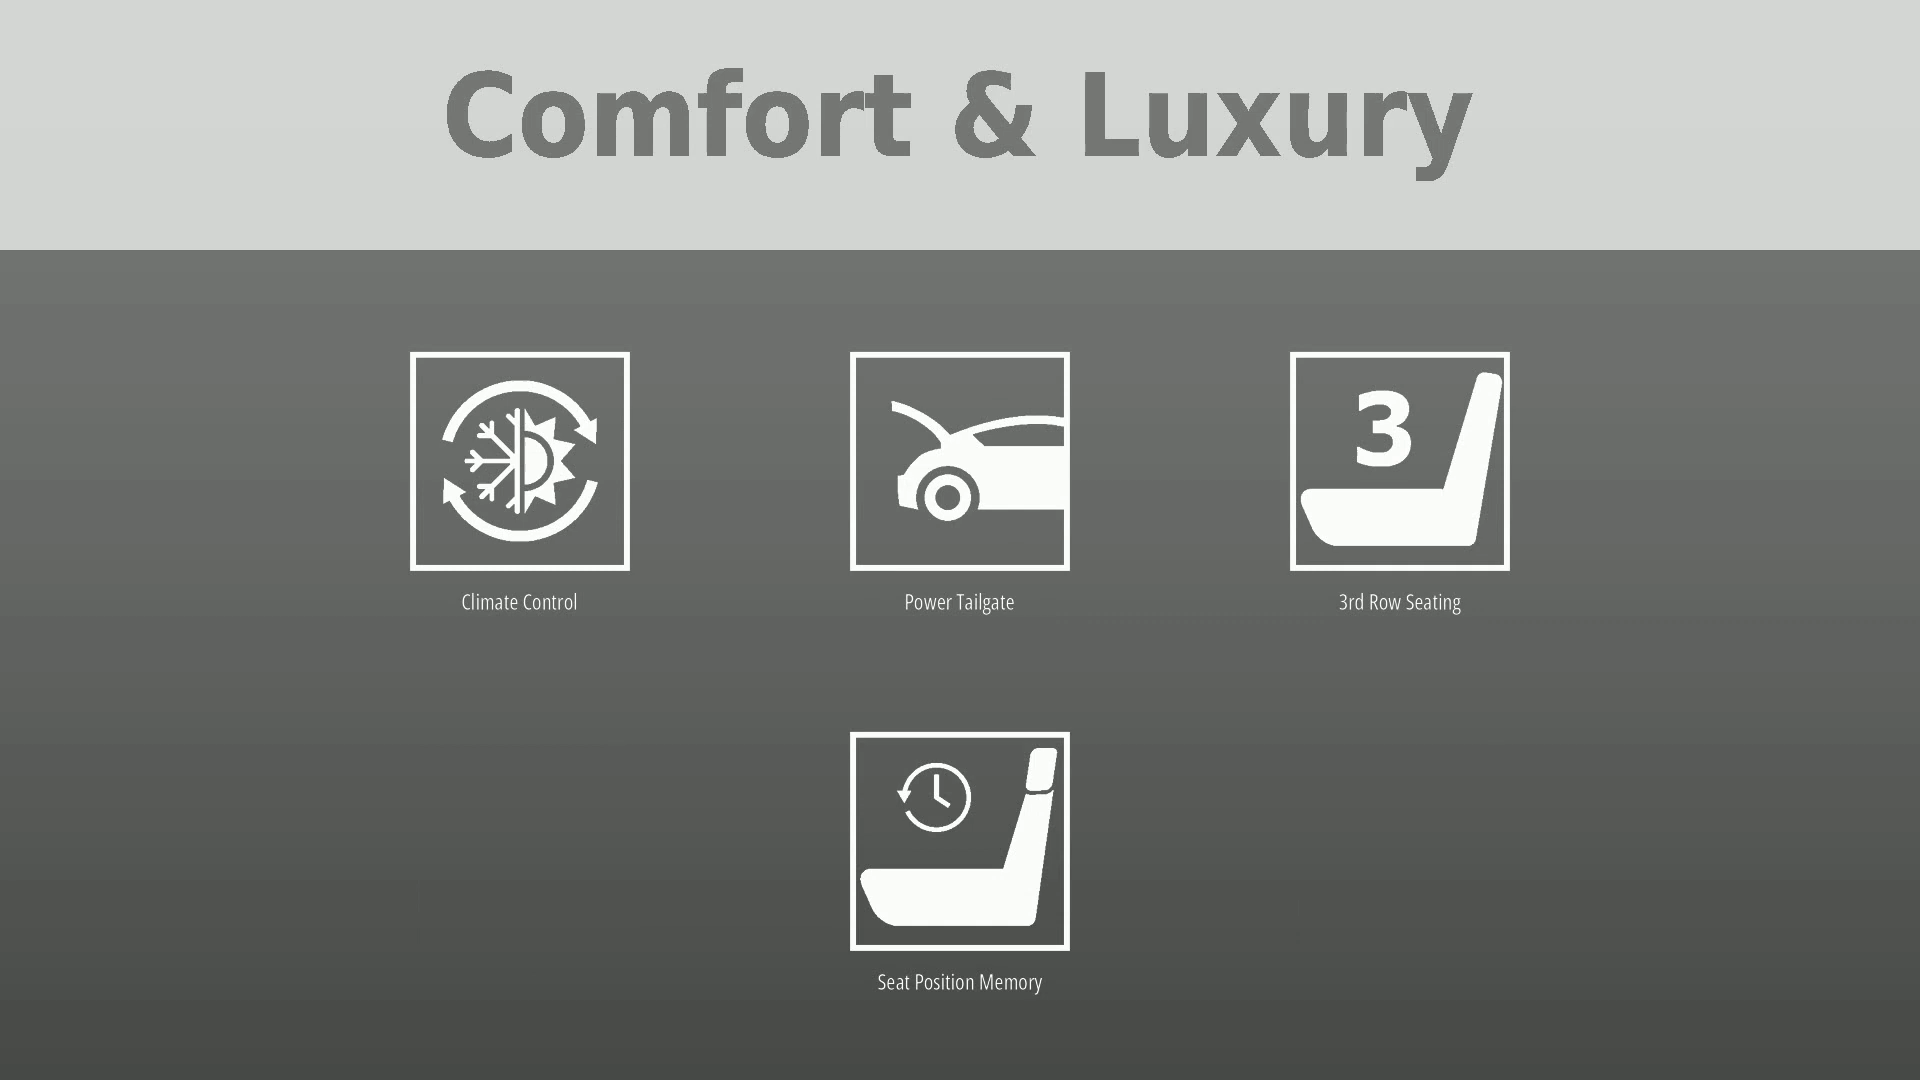 Comfort & Luxury
3
Climate Control
Power Tailgate
3rd Row Seating
Seat Position Memory